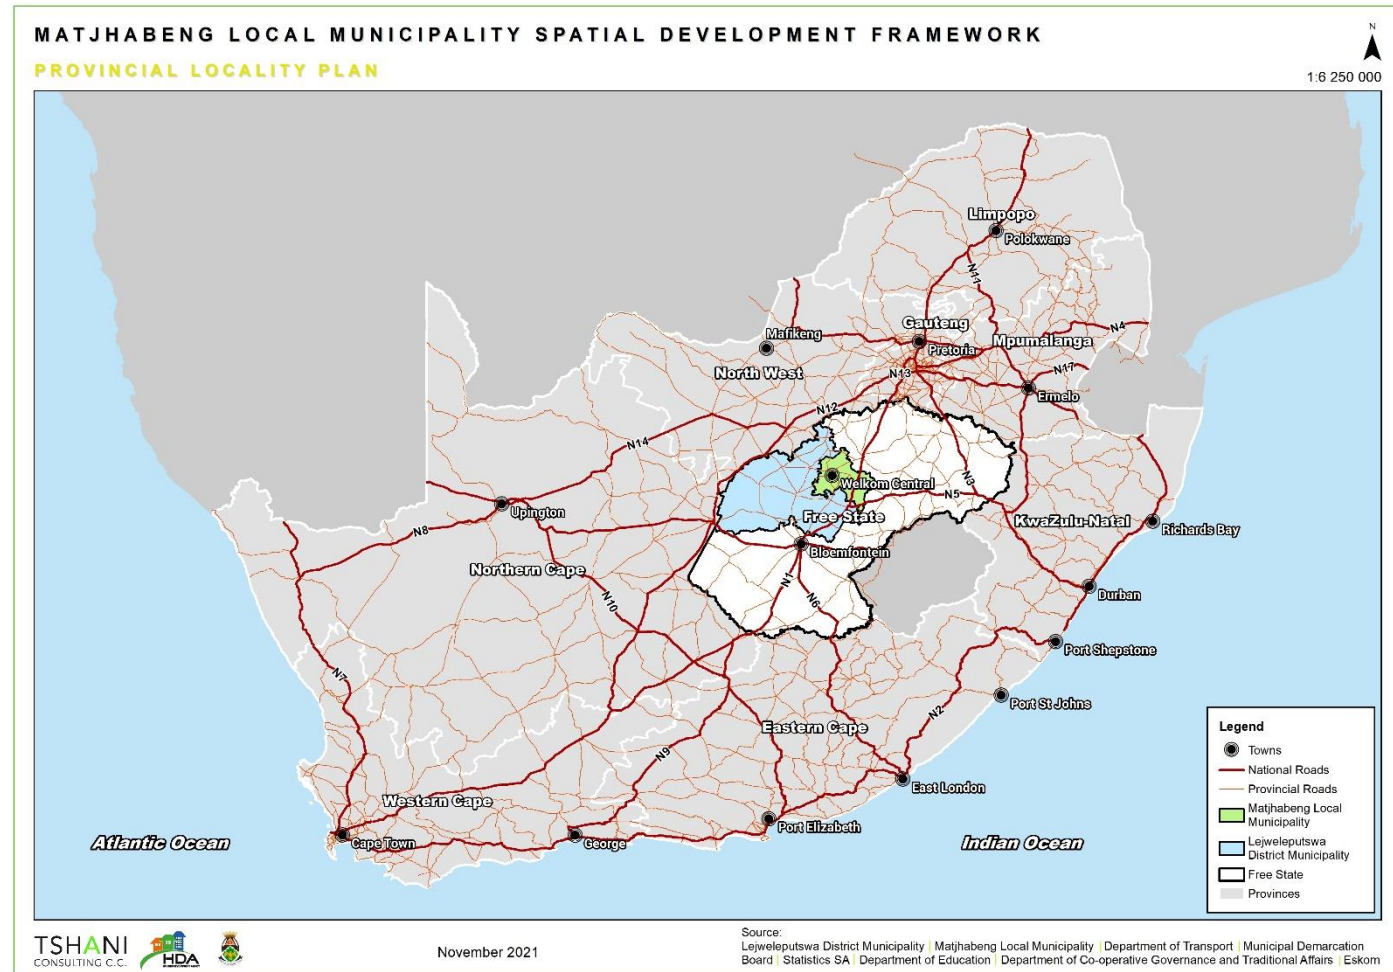 MATJHABENG LOCAL MUNICIPALITY SPATIAL DEVELOPMENT FRAMEWORK
PROVINCIAL LOCALITY PLAN
N
1:6 250 000
Limpopo
Polokwane
N11
Gauteng
N4
Mafikeng
Mpumalanga
Pretoria
North West
N13
N17
Ermelo
N12
N14
N3
Welkom Central
N5
Upington
Free State
KwaZulu-Natal
Richards Bay
N8
Bloemfontein
Northern Cape
N1
N6
N10
Durban
Port Shepstone
N7
Port St Johns
N2
Eastern Cape
N9
East London
Western Cape
Port Elizabeth
Atlantic Ocean
Cape Town
George
Indian Ocean
Legend
Towns
National Roads
Provincial Roads
Matjhabeng Local
Municipality
Lejweleputswa
District Municipality
Free State
Provinces
TSHANI
CONSULTING C.C.
HDA
November 2021
Source:
Lejweleputswa District Municipality | Matjhabeng Local Municipality | Department of Transport | Municipal Demarcation
Board | Statistics SA | Department of Education | Department of Co-operative Governance and Traditional Affairs | Eskom